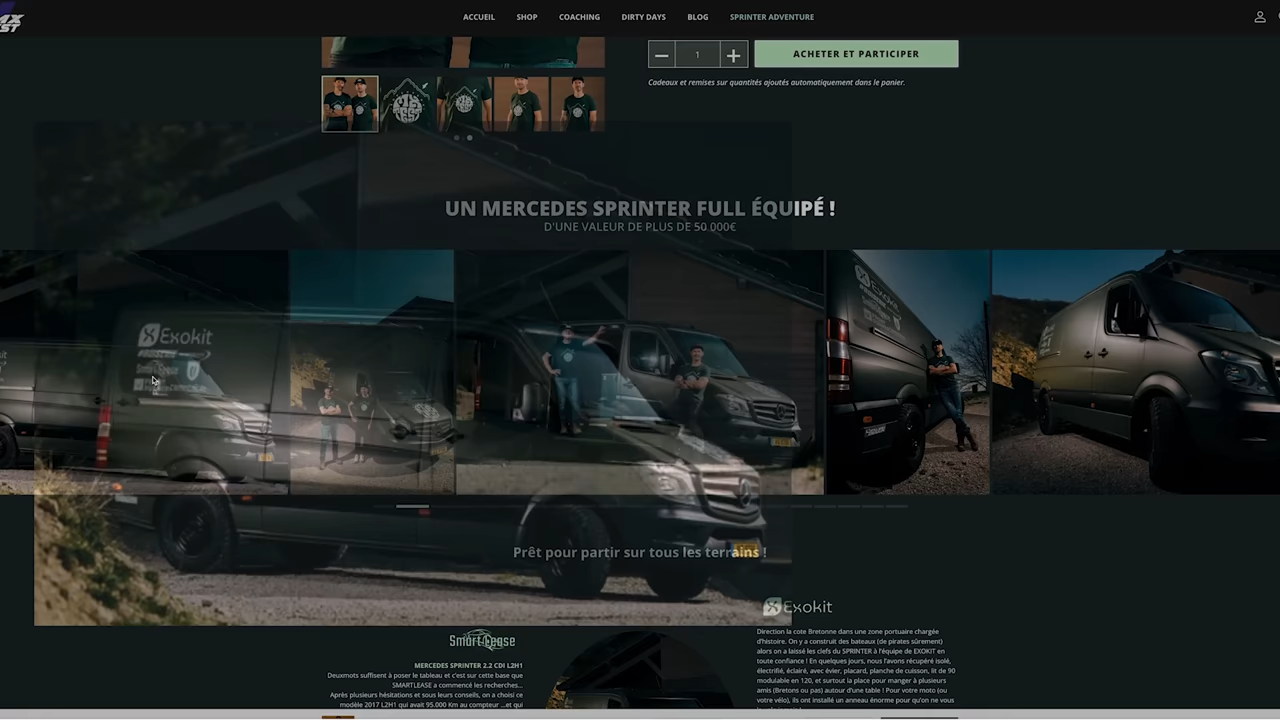 MX
ST
ACCUEIL
SHOP
COACHING
DIRTY DAYS
BLOG
SPRINTER ADVENTURE
1
ACHETER ET PARTICIPER
Cadeaux et remises sur quantités ajoutés automatiquement dans le panier.
UN MERCEDES SPRINTER FULL ÉQUIPÉ !
D'UNE VALEUR DE PLUS DE 50 000€
Exokit
Exokit
Prêt pour partir sur tous les terrains !
SmartLease
MERCEDES SPRINTER 2.2 CDI L2H1
Deuxmots suffisent à poser le tableau et c'est sur cette base que
SMARTLEASE a commencé les recherches...
Après plusieurs hésitations et sous leurs conseils, on a choisi ce
modèle 2017 L2H1 qui avait 95.000 Km au compteur ...et qui
Exokit
Direction la cote Bretonne dans une zone portuaire chargée
d'histoire. On y a construit des bateaux (de pirates sûrement)
alors on a laissé les clefs du SPRINTER à l'équipe de EXOKIT en
toute confiance ! En quelques jours, nous l'avons récupéré isolé,
électrifié, éclairé, avec évier, placard, planche de cuisson, lit de 90
modulable en 120, et surtout la place pour manger à plusieurs
amis (Bretons ou pas) autour d'une table ! Pour votre moto (ou
votre vélo), ils ont installé un anneau énorme pour qu'on ne vous